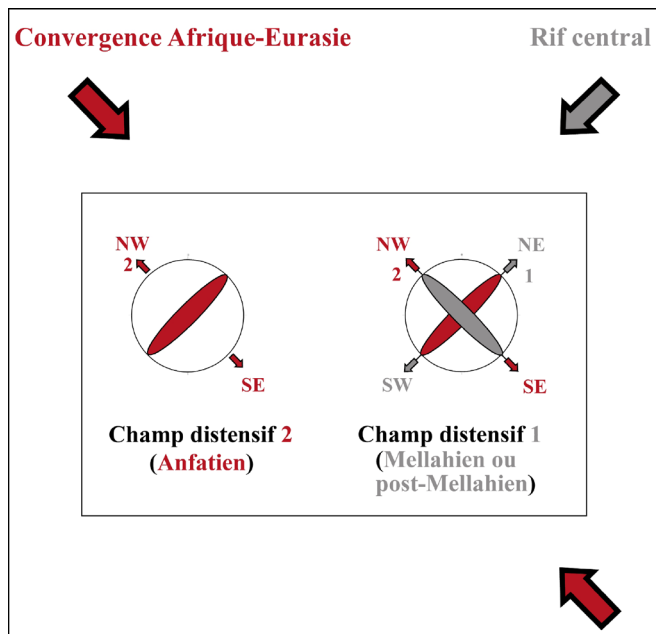 Convergence Afrique-Eurasie
Rif central
NW
2
SE
Champ distensif 2
(Anfatien)
NW
2
NE
1
SW
SE
Champ distensif 1
(Mellahien ou
post-Mellahien)